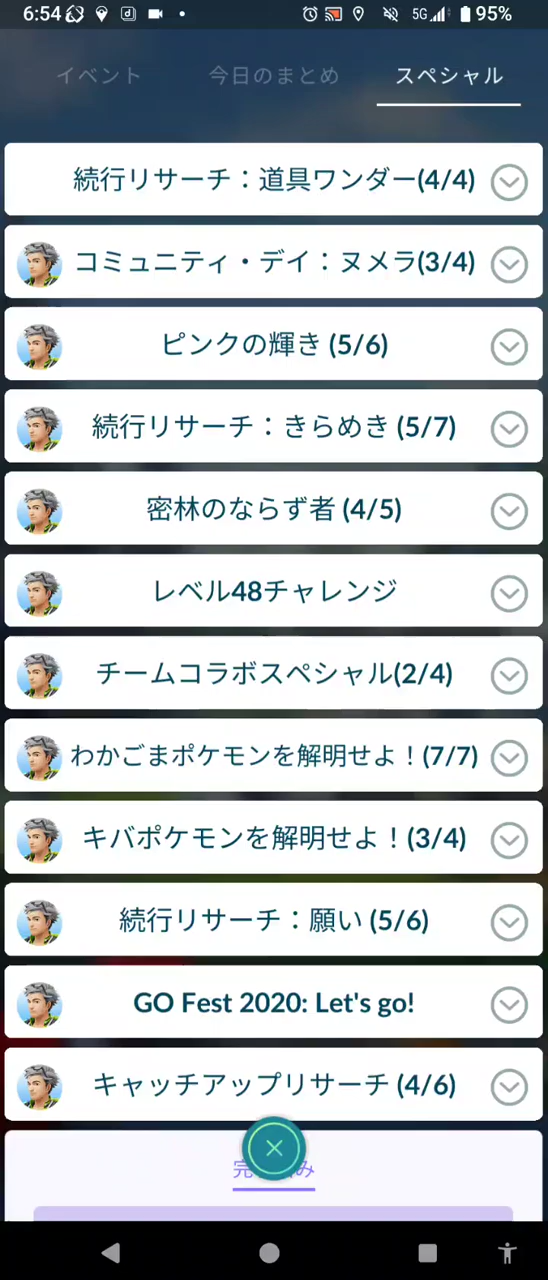 6:54 5G 95%
イベント 今日のまとめ スペシャル
続行リサーチ：道具ワンダー(4/4)
コミュニティ・デイ：ヌメラ(3/4)
ピンクの輝き (5/6)
続行リサーチ：きらめき (5/7)
密林のならず者 (4/5)
レベル48チャレンジ
チームコラボスペシャル(2/4)
わかごまポケモンを解明せよ！(7/7)
キバポケモンを解明せよ！(3/4)
続行リサーチ：願い (5/6)
GO Fest 2020: Let's go!
キャッチアップリサーチ (4/6)